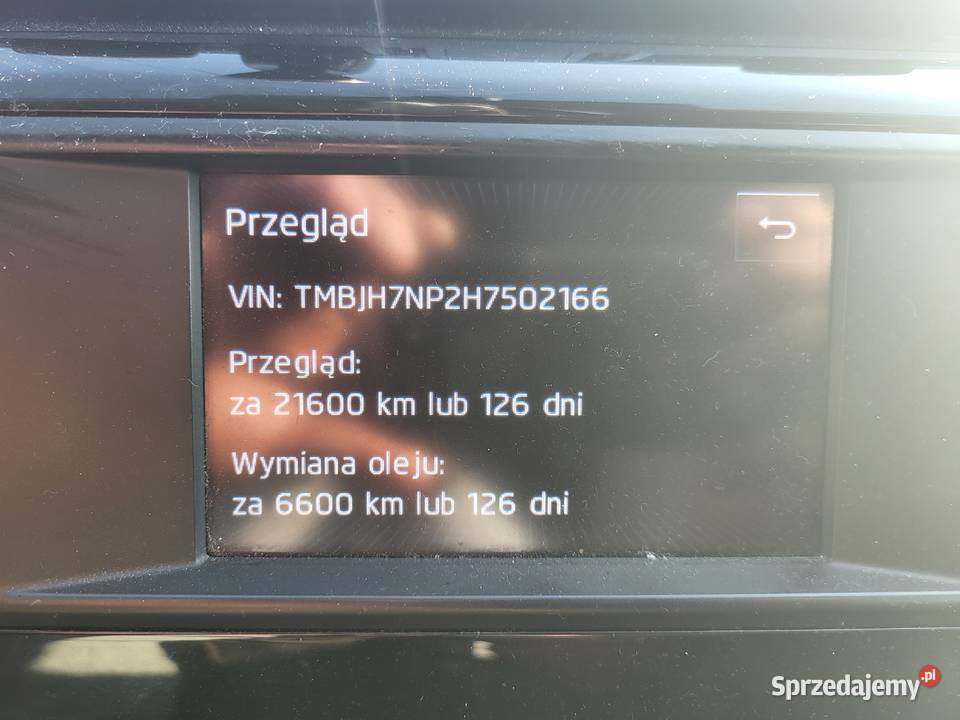 Przegląd
VIN: TMBJH7NP2H7502166
Przegląd:
za 21600 km lub 126 dni
Wymiana oleju:
za 6600 km lub 126 dni
Sprzedajemy.pl